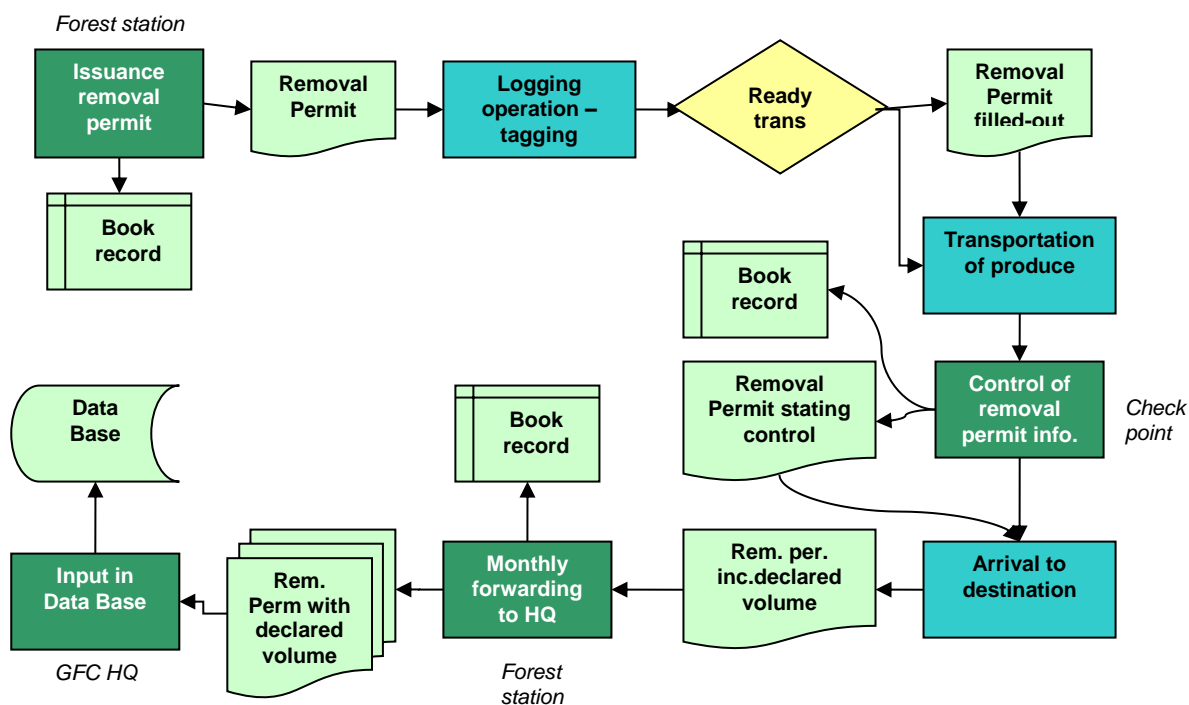 Forest station
Issuance
removal
permit
Removal
Permit
Logging
operation –
tagging
Ready
trans
Removal
Permit
filled-out
Book
record
Transportation
of produce
Book
record
Control of
removal
permit info.
Check
point
Removal
Permit stating
control
Data
Base
Book
record
Input in
Data Base
Rem.
Perm with
declared
volume
Monthly
forwarding
to HQ
Rem. per.
inc.declared
volume
Arrival to
destination
GFC HQ
Forest
station